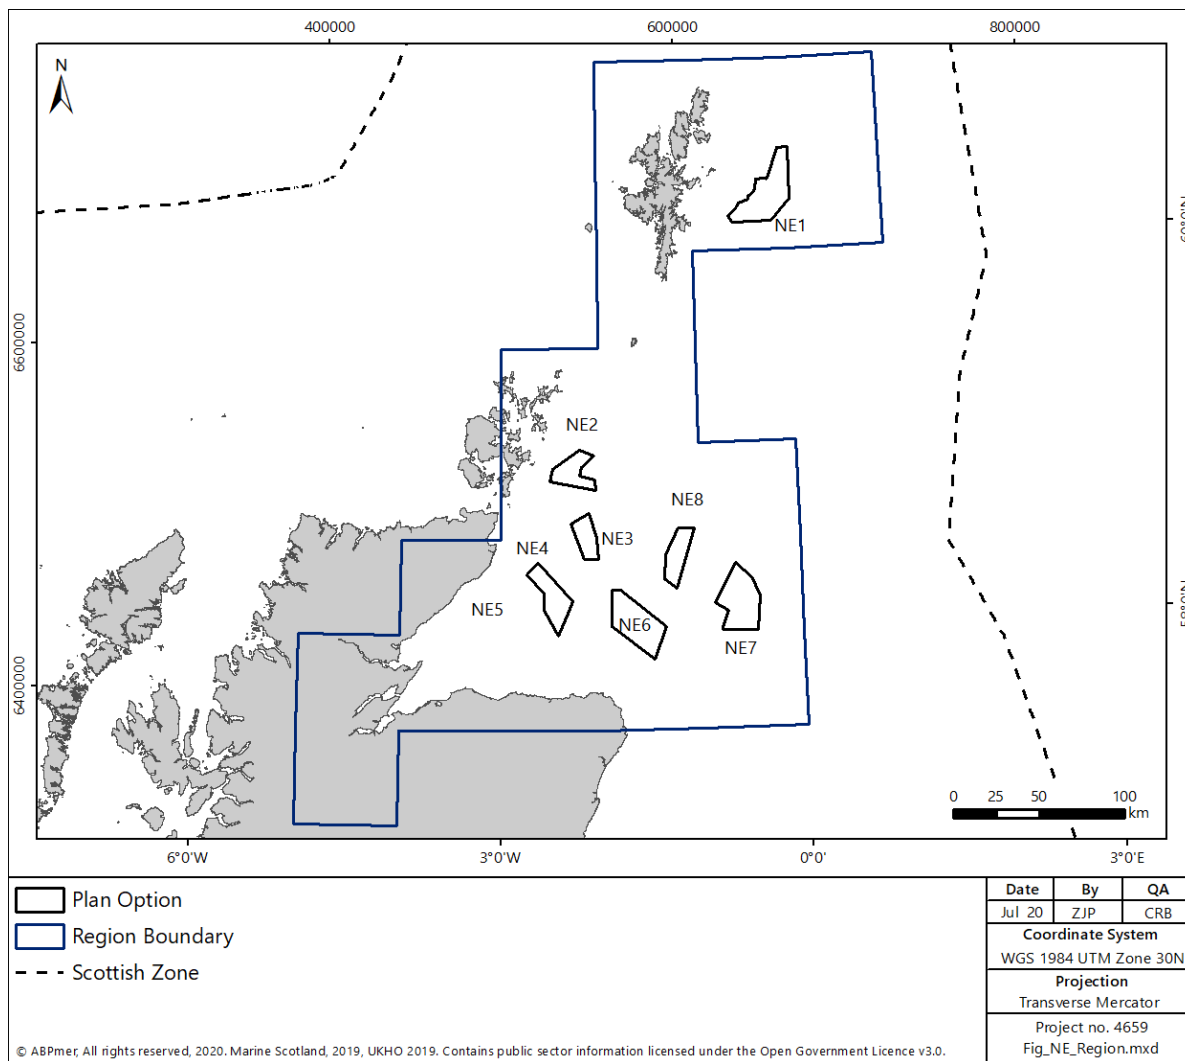 400000 600000 800000
N
NE1
60°0'N
6600000
NE2
NE8
NE3
NE4
NE5
NE6
58°0'N
NE7
6400000
0 25 50 100
km
6°0'W 3°0'W 0°0' 3°0'E
Plan Option
Region Boundary
Scottish Zone
Date By QA
Jul 20 ZJP CRB
Coordinate System
WGS 1984 UTM Zone 30N
Projection
Transverse Mercator
Project no. 4659
Fig_NE_Region.mxd
© ABPmer, All rights reserved, 2020. Marine Scotland, 2019, UKHO 2019. Contains public sector information licensed under the Open Government Licence v3.0.